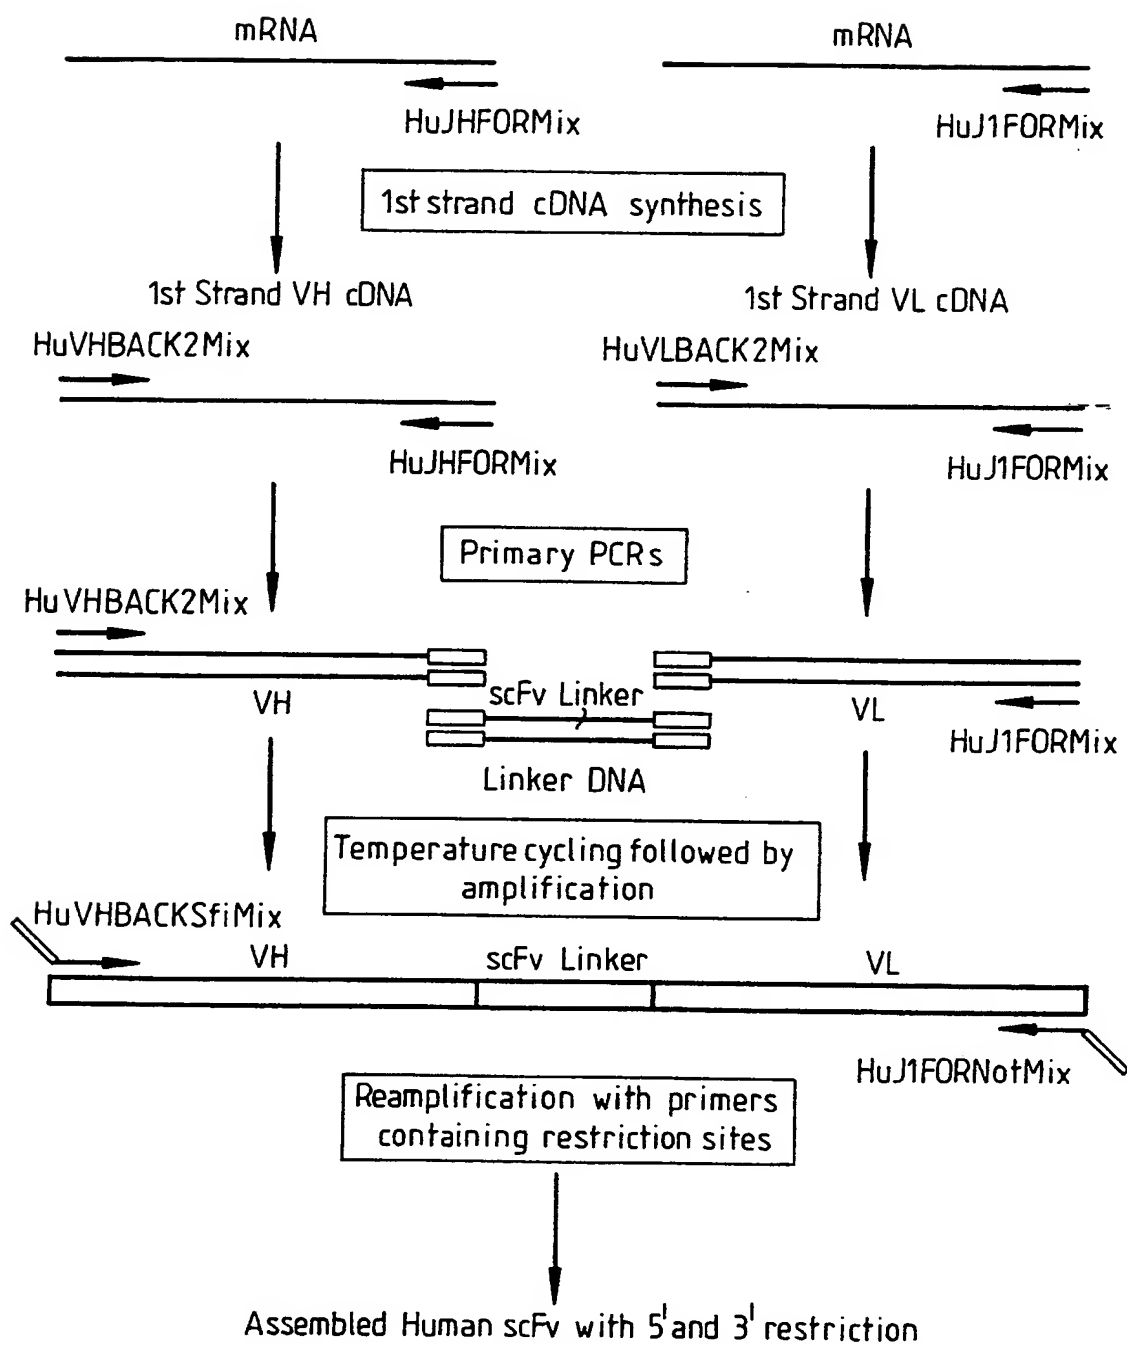 mRNA
mRNA
HuJHFORMix
HuJ1FORMix
1st strand cDNA synthesis
1st Strand VH cDNA
1st Strand VL cDNA
HuVHBACK2Mix
HuVLBACK2Mix
HuJHFORMix
HuJ1FORMix
Primary PCRs
HuVHBACK2Mix
VH
scFv Linker
VL
HuJ1FORMix
Linker DNA
Temperature cycling followed by
amplification
HuVHBACKSfiMix
VH
scFv Linker
VL
HuJ1FORNotMix
Reamplification with primers
containing restriction sites
Assembled Human scFv with 5' and 3' restriction